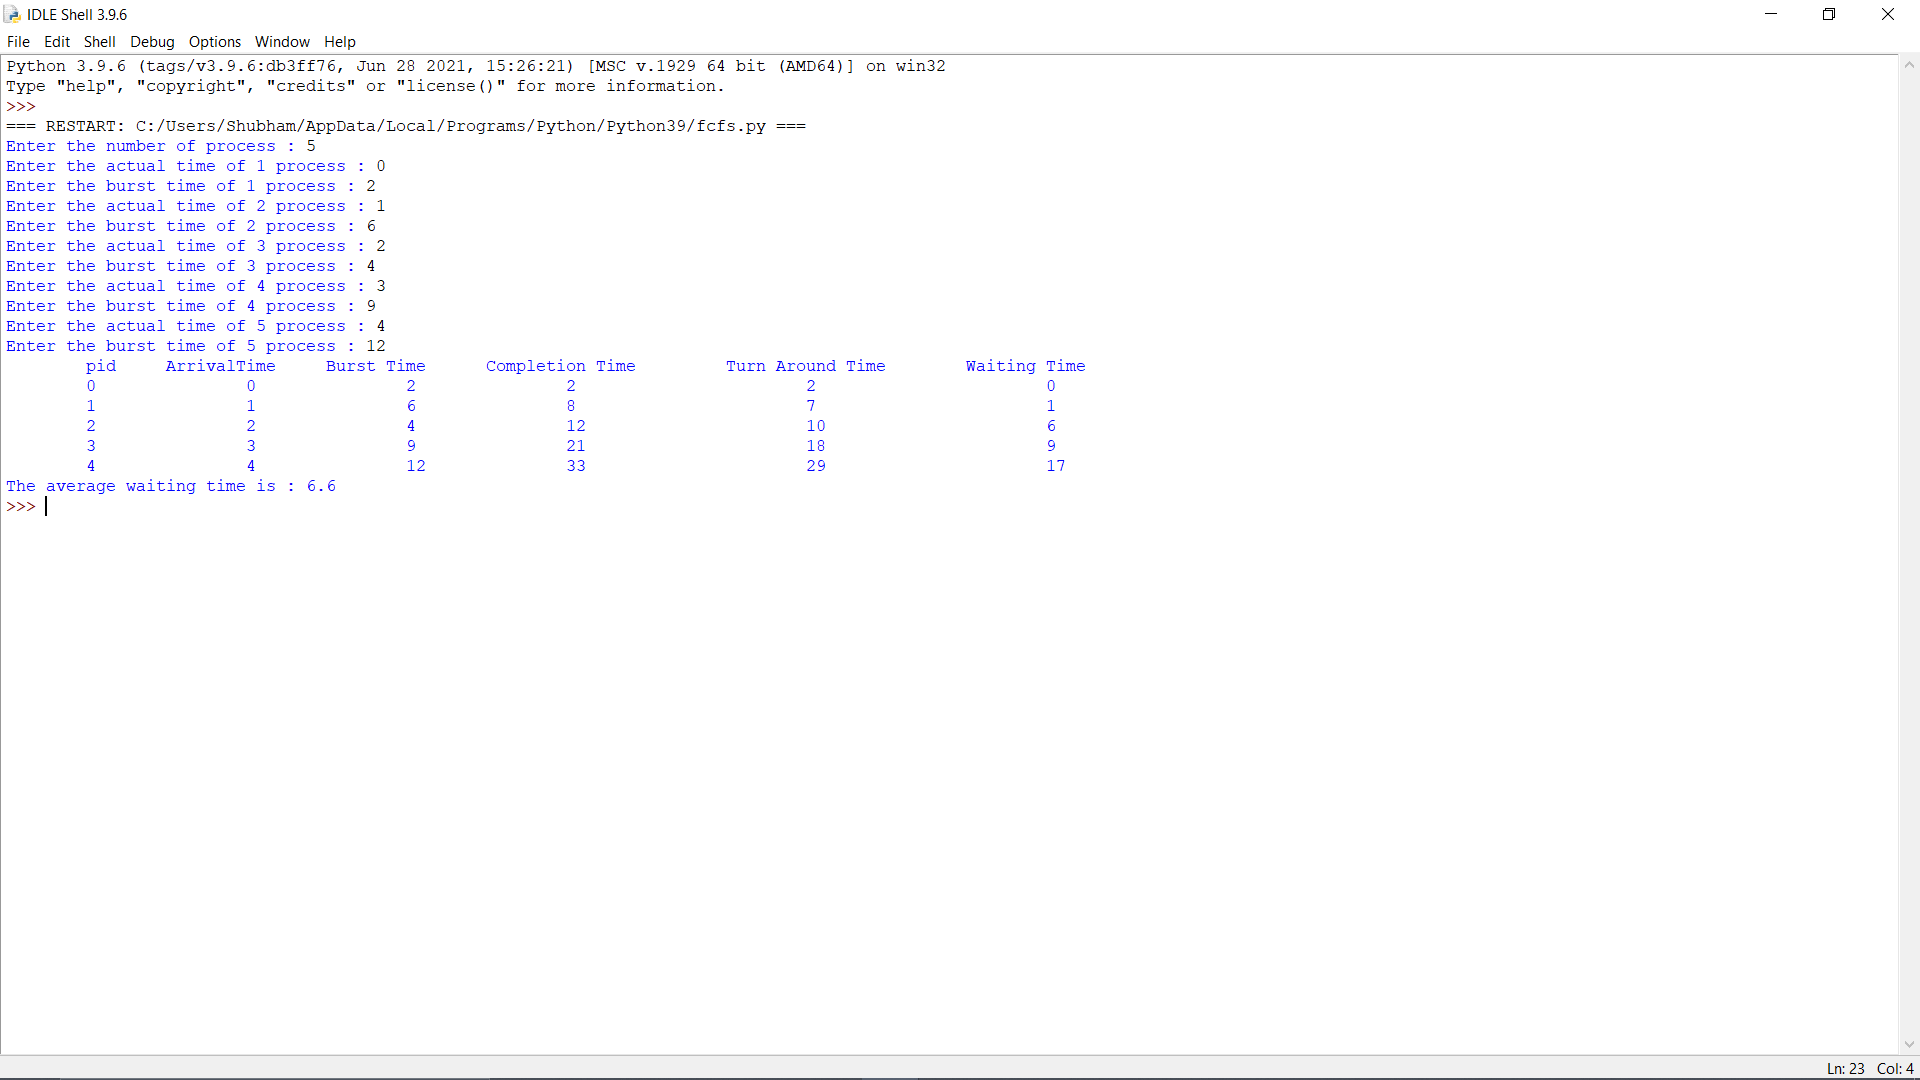 IDLE Shell 3.9.6
File Edit Shell Debug Options Window Help
Python 3.9.6 (tags/v3.9.6:db3ff76, Jun 28 2021, 15:26:21) [MSC v.1929 64 bit (AMD64)] on win32
Type "help", "copyright", "credits" or "license()" for more information.
>>>
=== RESTART: C:/Users/Shubham/AppData/Local/Programs/Python/Python39/fcfs.py ===
Enter the number of process : 5
Enter the actual time of 1 process : 0
Enter the burst time of 1 process : 2
Enter the actual time of 2 process : 1
Enter the burst time of 2 process : 6
Enter the actual time of 3 process : 2
Enter the burst time of 3 process : 4
Enter the actual time of 4 process : 3
Enter the burst time of 4 process : 9
Enter the actual time of 5 process : 4
Enter the burst time of 5 process : 12
pid ArrivalTime Burst Time Completion Time Turn Around Time Waiting Time
0 0 2 2 2 0
1 1 6 8 7 1
2 2 4 12 10 6
3 3 9 21 18 9
4 4 12 33 29 17
The average waiting time is : 6.6
>>>
Ln: 23 Col: 4